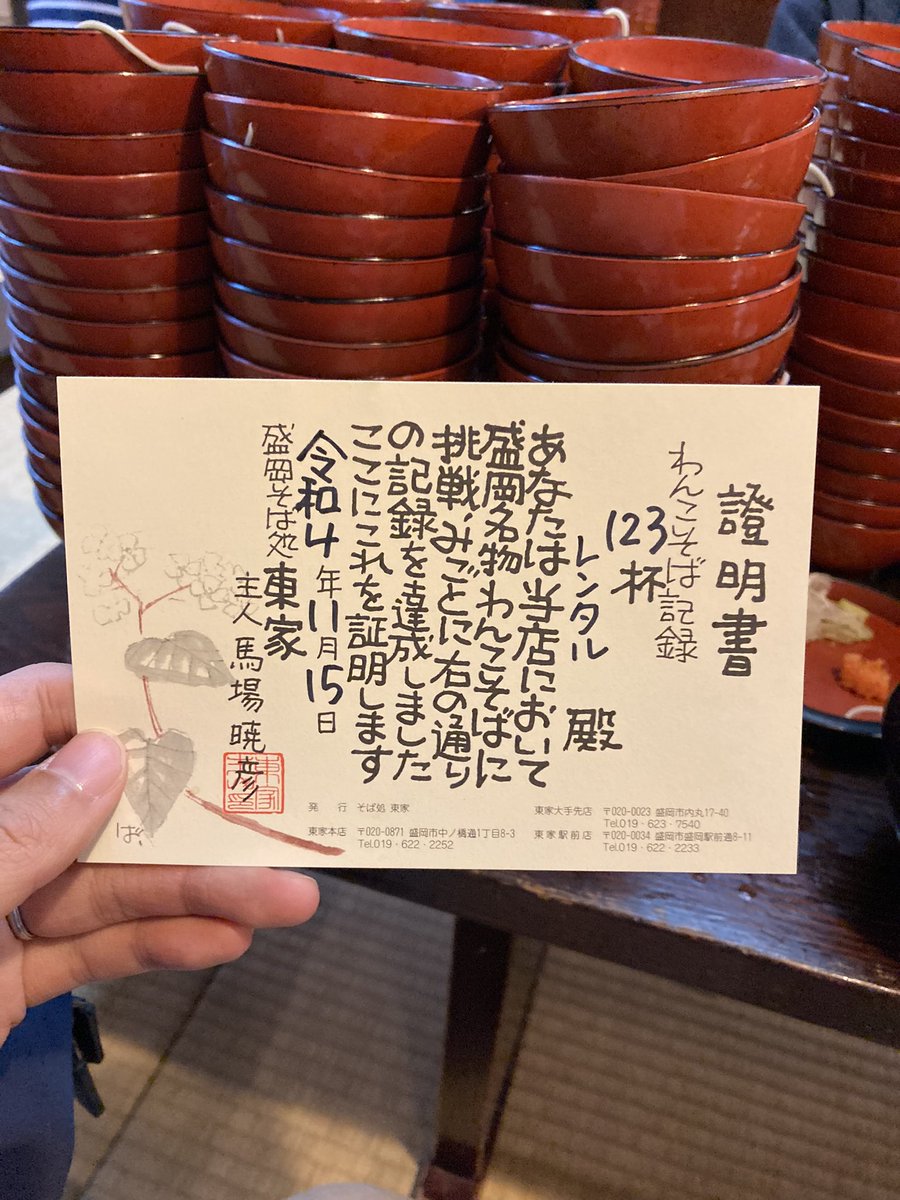 證明書
わんこそば記録
123杯
レンタル 殿
あなたは当店において
盛岡名物わんこそばに
挑戦、みごとに右の通り
の記録を達成しました
ここにこれを証明します
令和4年11月15日
盛岡そば処 東家
主人 馬場暁彦
東家
ば、
発 行 そば処 東家
東家本店 〒020-0871 盛岡市中ノ橋通1丁目8-3
Tel.019・622・2252
東家大手先店 〒020-0023 盛岡市内丸17-40
Tel.019・623・7540
東家駅前店 〒020-0034 盛岡市盛岡駅前通8-11
Tel.019・622・2233